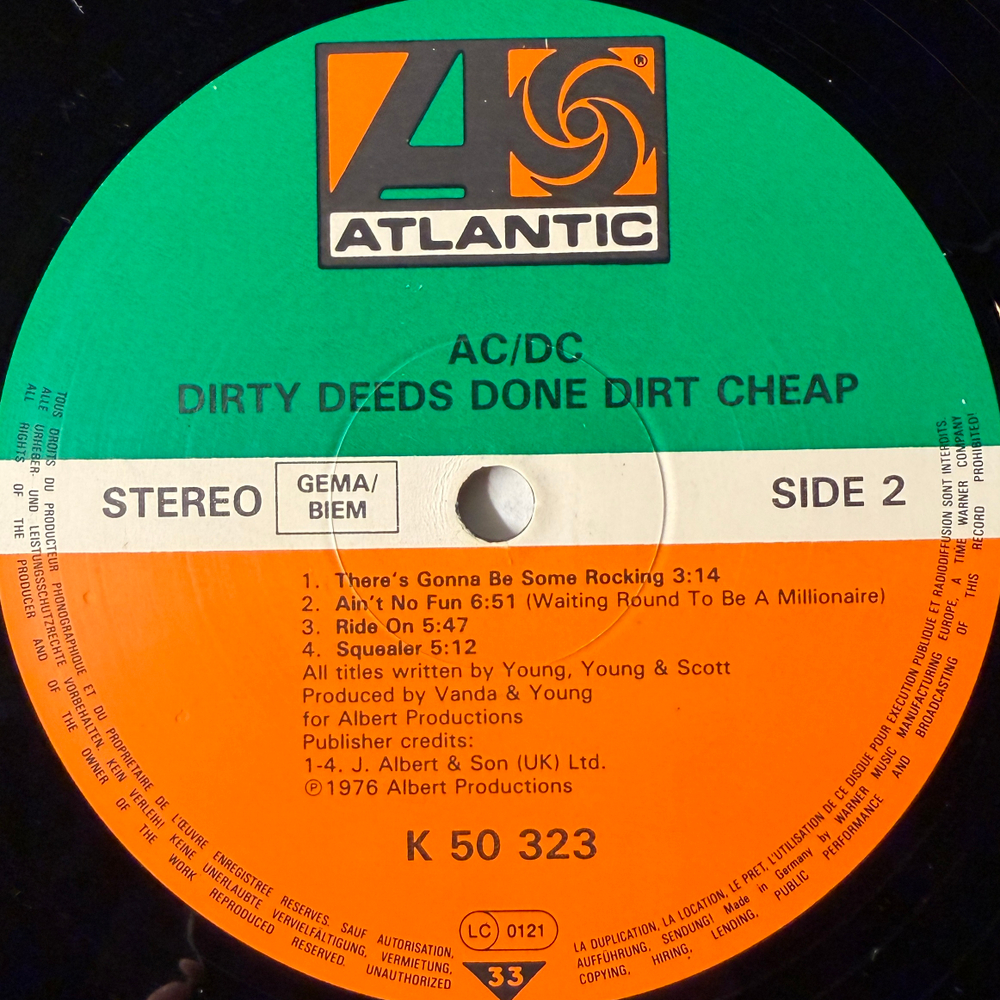 ®
ATLANTIC
AC/DC
DIRTY DEEDS DONE DIRT CHEAP
STEREO
GEMA/
BIEM
SIDE 2
1. There's Gonna Be Some Rocking 3:14
2. Ain't No Fun 6:51 (Waiting Round To Be A Millionaire)
3. Ride On 5:47
4. Squealer 5:12
All titles written by Young, Young & Scott
Produced by Vanda & Young
for Albert Productions
Publisher credits:
1-4. J. Albert & Son (UK) Ltd.
℗1976 Albert Productions
K 50 323
LC 0121
33
TOUS DROITS DU PRODUCTEUR PHONOGRAPHIQUE ET DU PROPRIETAIRE DE L'ŒUVRE ENREGISTREE RESERVES. SAUF AUTORISATION,
LA DUPLICATION, LA LOCATION, LE PRET, L'UTILISATION DE CE DISQUE POUR EXECUTION PUBLIQUE ET RADIODIFFUSION SONT INTERDITS.
ALLE URHEBER- UND LEISTUNGSSCHUTZRECHTE VORBEHALTEN. KEIN VERLEIH! KEINE UNERLAUBTE VERVIELFÄLTIGUNG, VERMIETUNG,
AUFFÜHRUNG, SENDUNG! Made in Germany by WARNER MUSIC MANUFACTURING EUROPE, A TIME WARNER COMPANY
ALL RIGHTS OF THE PRODUCER AND OF THE OWNER OF THE WORK REPRODUCED RESERVED. UNAUTHORIZED
COPYING, HIRING, LENDING, PUBLIC PERFORMANCE AND BROADCASTING OF THIS RECORD PROHIBITED!